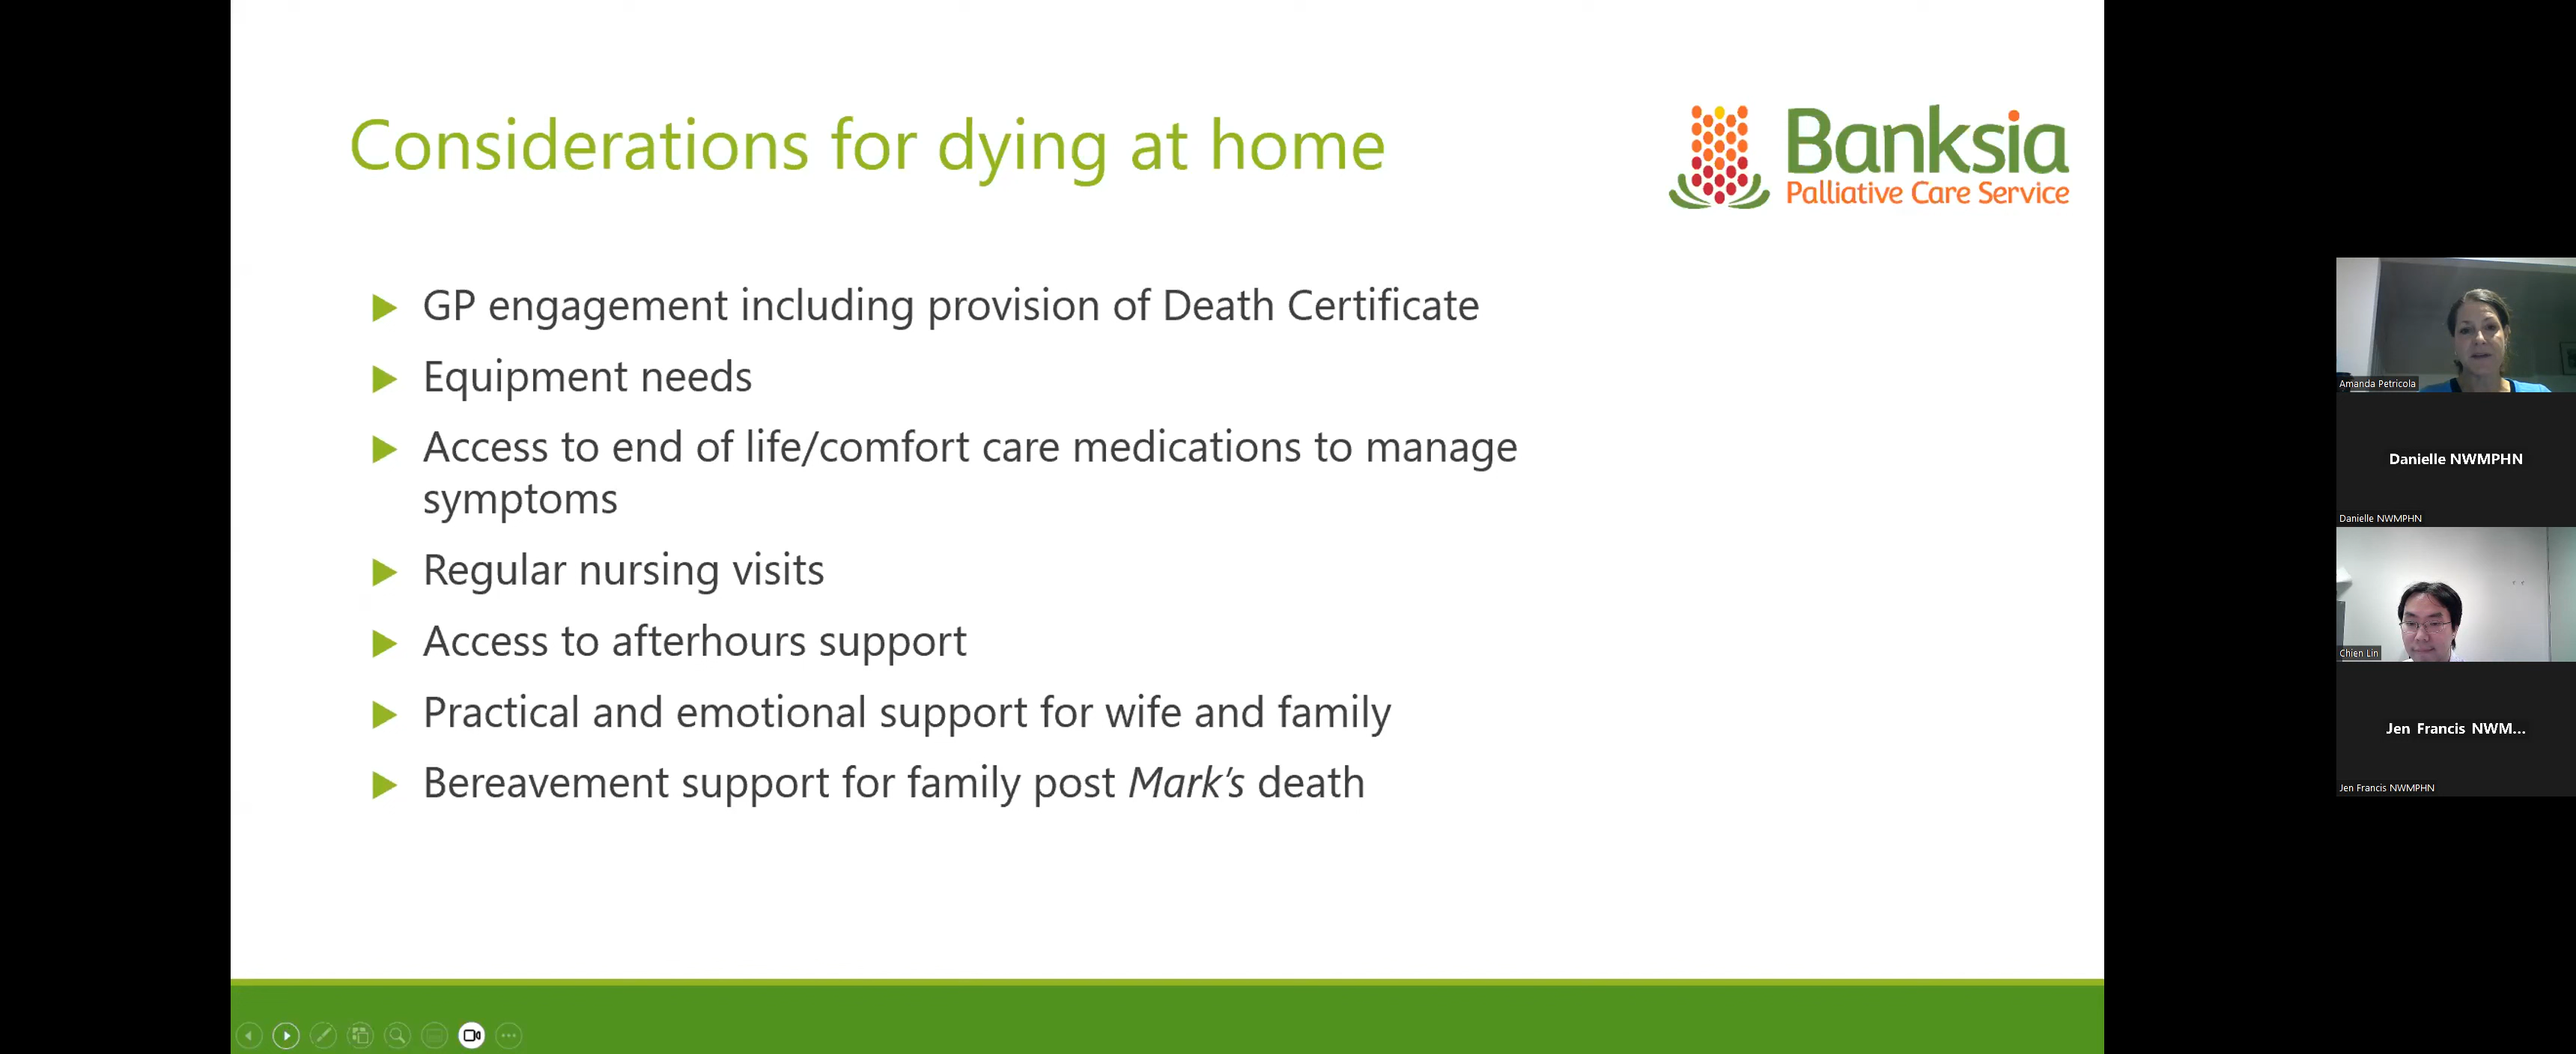 Considerations for dying at home
Banksia
Palliative Care Service
GP engagement including provision of Death Certificate
Equipment needs
Access to end of life/comfort care medications to manage
symptoms
Regular nursing visits
Access to afterhours support
Practical and emotional support for wife and family
Bereavement support for family post Mark's death
Amanda Petricola
Danielle NWMPHN
Danielle NWMPHN
Chien Lin
Jen Francis NWM...
Jen Francis NWMPHN